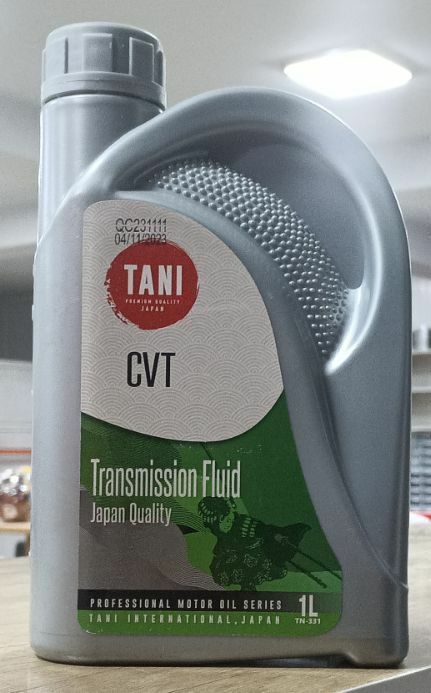 QC231111
04/11/2023
TANI
PREMIUM QUALITY
JAPAN
CVT
Transmission Fluid
Japan Quality
PROFESSIONAL MOTOR OIL SERIES
TANI INTERNATIONAL, JAPAN
1L
TN-331